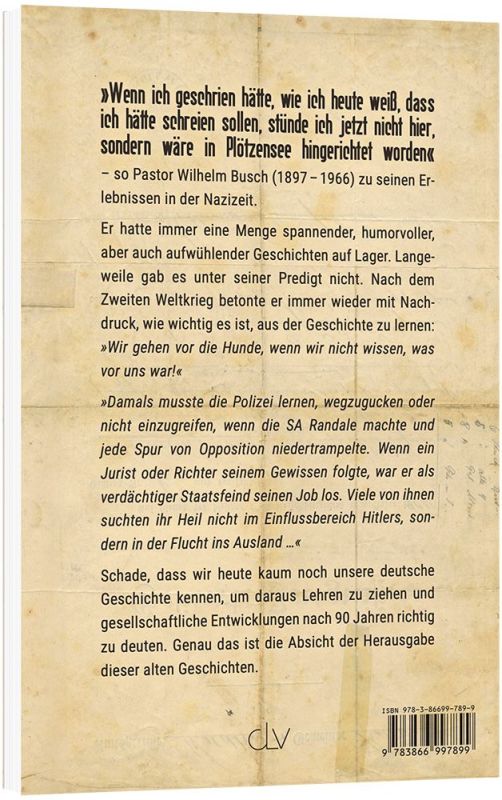 »Wenn ich geschrien hätte, wie ich heute weiß, dass
ich hätte schreien sollen, stünde ich jetzt nicht hier,
sondern wäre in Plötzensee hingerichtet worden«
– so Pastor Wilhelm Busch (1897 – 1966) zu seinen Er-
lebnissen in der Nazizeit.
Er hatte immer eine Menge spannender, humorvoller,
aber auch aufwühlender Geschichten auf Lager. Lange-
weile gab es unter seiner Predigt nicht. Nach dem
Zweiten Weltkrieg betonte er immer wieder mit Nach-
druck, wie wichtig es ist, aus der Geschichte zu lernen:
»Wir gehen vor die Hunde, wenn wir nicht wissen, was
vor uns war!«
»Damals musste die Polizei lernen, wegzugucken oder
nicht einzugreifen, wenn die SA Randale machte und
jede Spur von Opposition niedertrampelte. Wenn ein
Jurist oder Richter seinem Gewissen folgte, war er als
verdächtiger Staatsfeind seinen Job los. Viele von ihnen
suchten ihr Heil nicht im Einflussbereich Hitlers, son-
dern in der Flucht ins Ausland …«
Schade, dass wir heute kaum noch unsere deutsche
Geschichte kennen, um daraus Lehren zu ziehen und
gesellschaftliche Entwicklungen nach 90 Jahren richtig
zu deuten. Genau das ist die Absicht der Herausgabe
dieser alten Geschichten.
ISBN 978-3-86699-789-9
9 783866 997899
clv